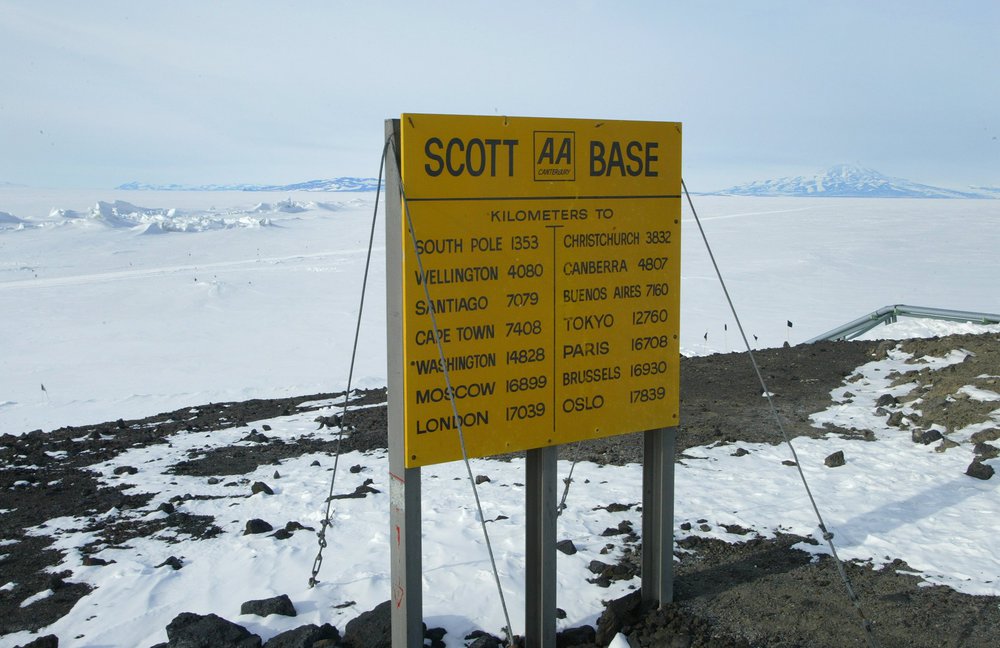 SCOTT AA CANTERBURY BASE
KILOMETERS TO
SOUTH POLE 1353
WELLINGTON 4080
SANTIAGO 7079
CAPE TOWN 7408
WASHINGTON 14828
MOSCOW 16899
LONDON 17039
CHRISTCHURCH 3832
CANBERRA 4807
BUENOS AIRES 7160
TOKYO 12760
PARIS 16708
BRUSSELS 16930
OSLO 17839